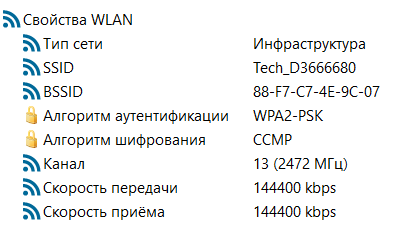 Свойства WLAN
Тип сети Инфраструктура
SSID Tech_D3666680
BSSID 88-F7-C7-4E-9C-07
Алгоритм аутентификации WPA2-PSK
Алгоритм шифрования CCMP
Канал 13 (2472 МГц)
Скорость передачи 144400 kbps
Скорость приёма 144400 kbps